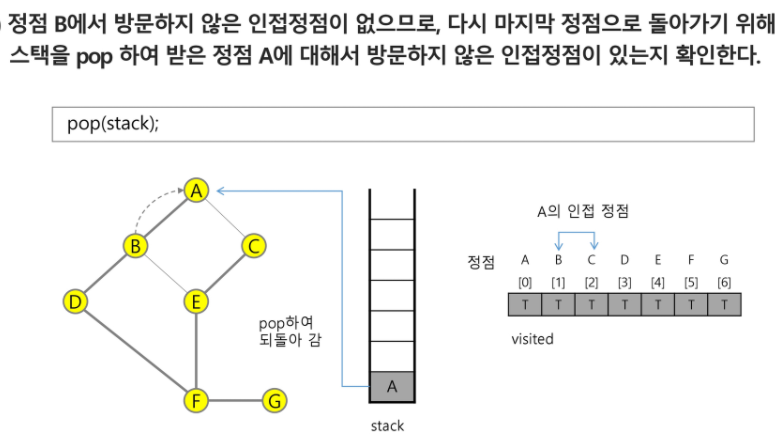 정점 B에서 방문하지 않은 인접정점이 없으므로, 다시 마지막 정점으로 돌아가기 위해
스택을 pop 하여 받은 정점 A에 대해서 방문하지 않은 인접정점이 있는지 확인한다.
pop(stack);
A
B
C
D
E
F
G
pop하여
되돌아 감
A
stack
A의 인접 정점
정점 A B C D E F G
[0] [1] [2] [3] [4] [5] [6]
T T T T T T T
visited